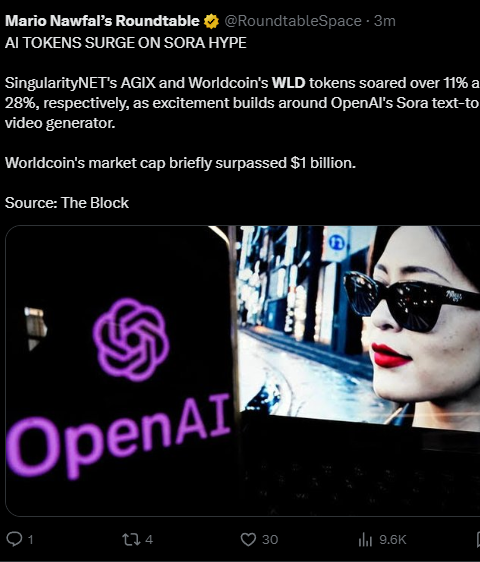 Mario Nawfal's Roundtable @RoundtableSpace · 3m
AI TOKENS SURGE ON SORA HYPE
SingularityNET's AGIX and Worldcoin's WLD tokens soared over 11% a
28%, respectively, as excitement builds around OpenAI's Sora text-to
video generator.
Worldcoin's market cap briefly surpassed $1 billion.
Source: The Block
OpenAI
1 4 30 9.6K